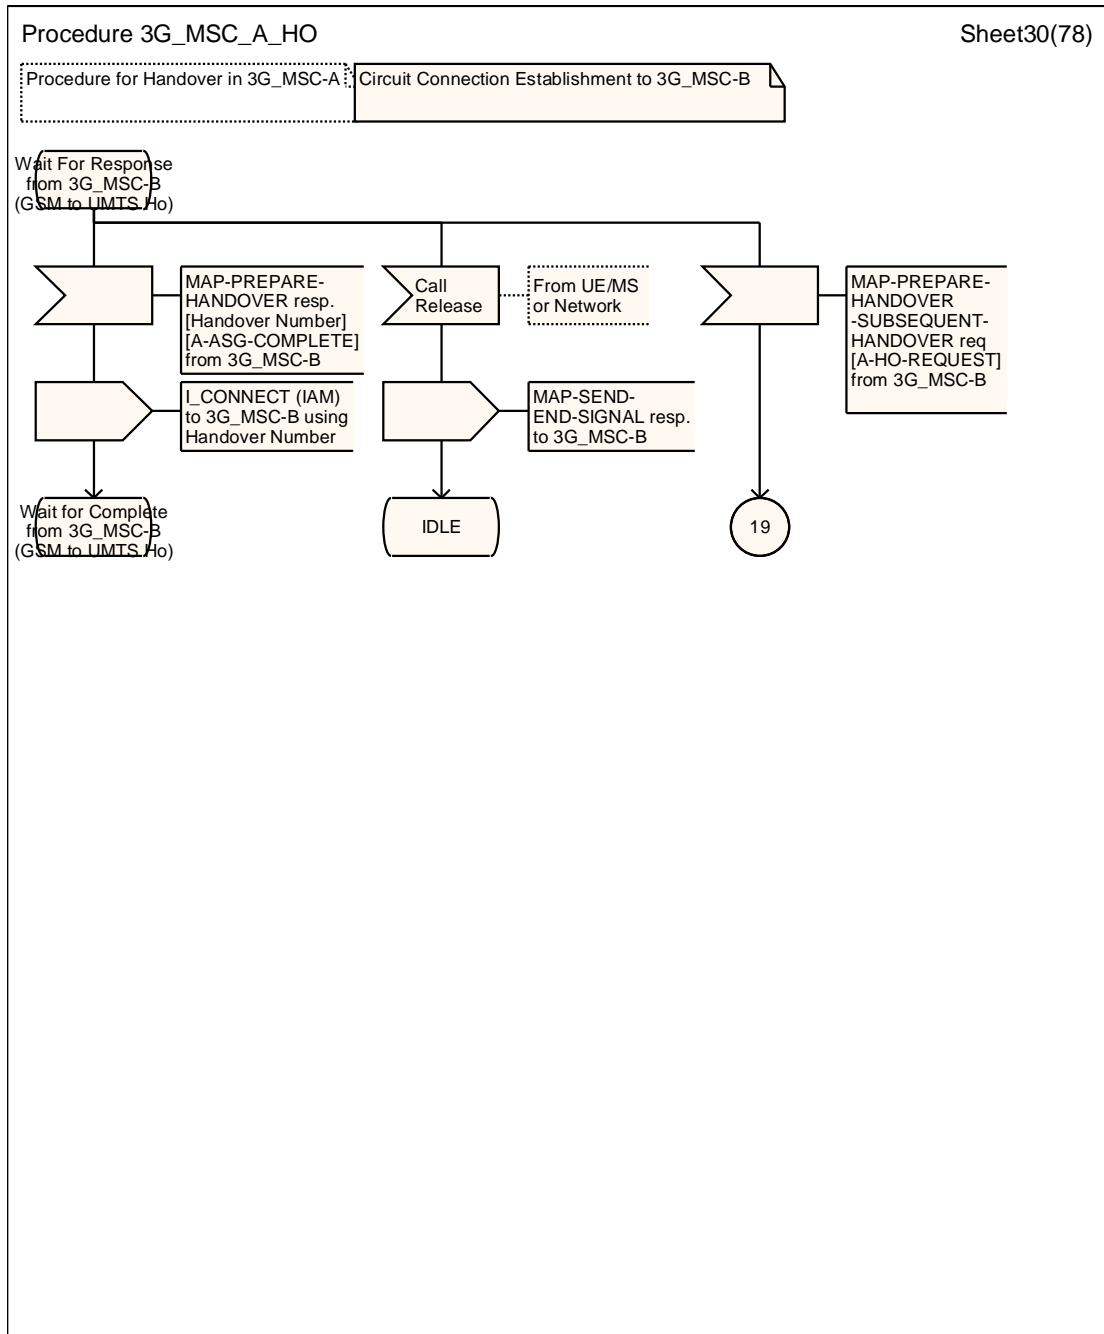 Procedure 3G_MSC_A_HO
Sheet30(78)
Procedure for Handover in 3G_MSC-A
Circuit Connection Establishment to 3G_MSC-B
Wait For Response
from 3G_MSC-B
(GSM to UMTS Ho)
MAP-PREPARE-
HANDOVER resp.
[Handover Number]
[A-ASG-COMPLETE]
from 3G_MSC-B
Call
Release
From UE/MS
or Network
MAP-PREPARE-
HANDOVER
-SUBSEQUENT-
HANDOVER req
[A-HO-REQUEST]
from 3G_MSC-B
I_CONNECT (IAM)
to 3G_MSC-B using
Handover Number
MAP-SEND-
END-SIGNAL resp.
to 3G_MSC-B
Wait for Complete
from 3G_MSC-B
(GSM to UMTS Ho)
IDLE
19